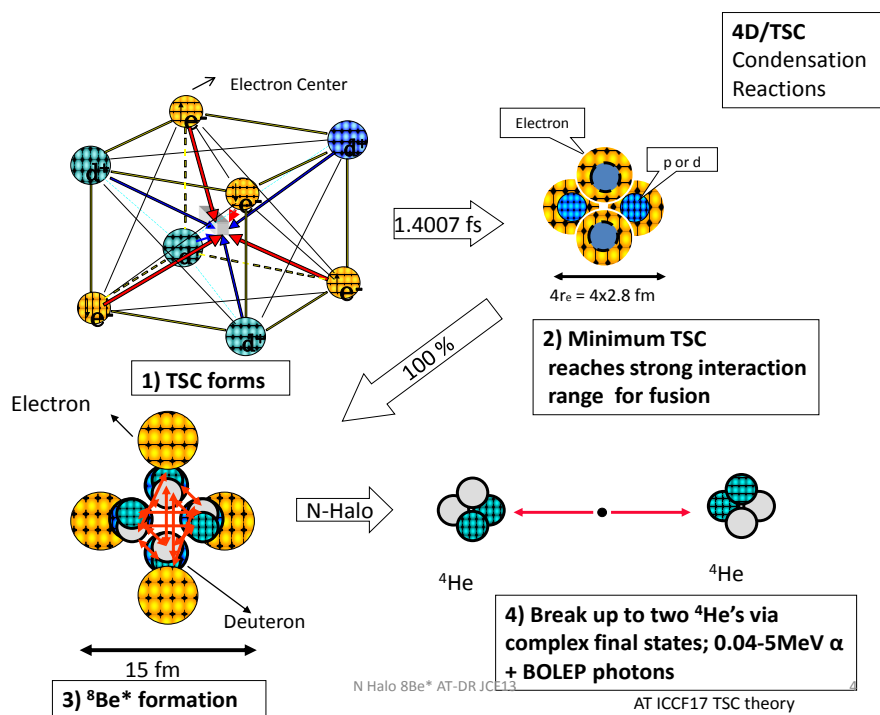 4D/TSC
Condensation
Reactions
Electron Center
e-
d+
d+
e-
d+
e-
e-
d+
1.4007 fs
Electron
p or d
4re = 4x2.8 fm
1) TSC forms
2) Minimum TSC
reaches strong interaction
range for fusion
100 %
Electron
Deuteron
15 fm
3) ⁸Be* formation
N-Halo
⁴He
⁴He
4) Break up to two ⁴He's via
complex final states; 0.04-5MeV α
+ BOLEP photons
N Halo 8Be* AT-DR JCF13
4
AT ICCF17 TSC theory